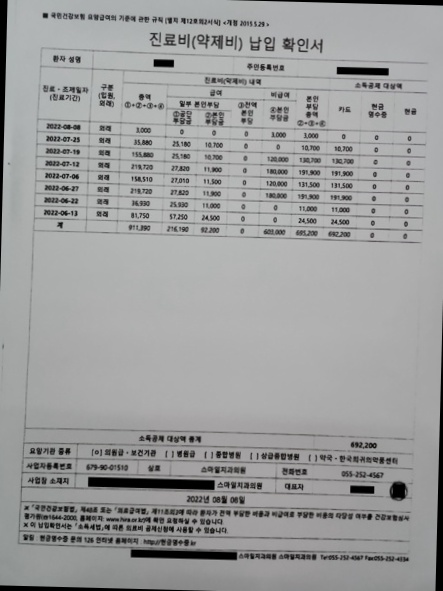 ■ 국민건강보험 요양급여의 기준에 관한 규칙 [별지 제12호의2서식] <개정 2015.5.29>
진료비(약제비) 납입 확인서
환자 성명 주민등록번호
진료·조제일자 (진료기간) 구분 (입원, 외래) 진료비(약제비) 내역 소득공제 대상액
총액 ①+②+③+④ 급여 비급여 본인 부담 총액 ②+③+④ 카드 현금 영수증 현금
일부 본인부담 ③전액 본인 부담 ④본인 부담금
①공단 부담금 ②본인 부담금
2022-08-08 외래 3,000 0 0 0 3,000 3,000 0 0 0
2022-07-25 외래 35,880 25,180 10,700 0 0 10,700 10,700 0 0
2022-07-19 외래 155,880 25,180 10,700 0 120,000 130,700 130,700 0 0
2022-07-12 외래 219,720 27,820 11,900 0 180,000 191,900 191,900 0 0
2022-07-06 외래 158,510 27,010 11,500 0 120,000 131,500 131,500 0 0
2022-06-27 외래 219,720 27,820 11,900 0 180,000 191,900 191,900 0 0
2022-06-22 외래 36,930 25,930 11,000 0 0 11,000 11,000 0 0
2022-06-13 외래 81,750 57,250 24,500 0 0 24,500 24,500 0 0
계 911,390 216,190 92,200 0 603,000 695,200 692,200 0 0
소득공제 대상액 총계 692,200
요양기관 종류 [o] 의원급·보건기관 [ ] 병원급 [ ] 종합병원 [ ] 상급종합병원 [ ] 약국·한국희귀의약품센터
사업자등록번호 679-90-01510 상호 스마일치과의원 전화번호 055-252-4567
사업장 소재지 스마일치과의원 대표자
2022년 08월 08일
※「국민건강보험법」제48조 또는「의료급여법」제11조의3에 따라 환자가 전액 부담한 비용과 비급여로 부담한 비용의 타당성 여부를 건강보험심사
평가원(☎1644-2000, 홈페이지: www.hira.or.kr)에 확인 요청하실 수 있습니다.
※ 이 납입확인서는「소득세법」에 따른 의료비 공제신청에 사용할 수 있습니다.
알림 : 현금영수증 문의 126 인터넷 홈페이지 : http://현금영수증.kr
스마일치과의원 Tel:055-252-4567 Fax:055-252-4554